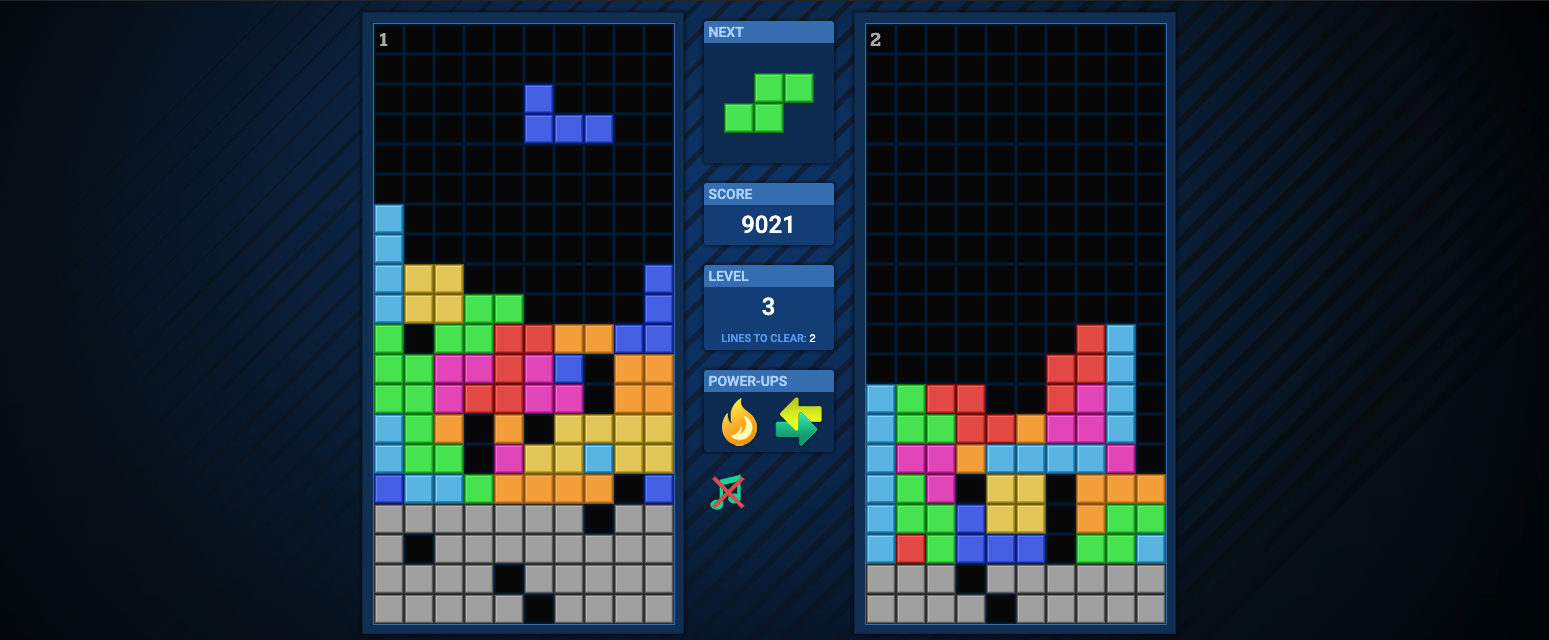 1
NEXT
SCORE
9021
LEVEL
3
LINES TO CLEAR: 2
POWER-UPS
2